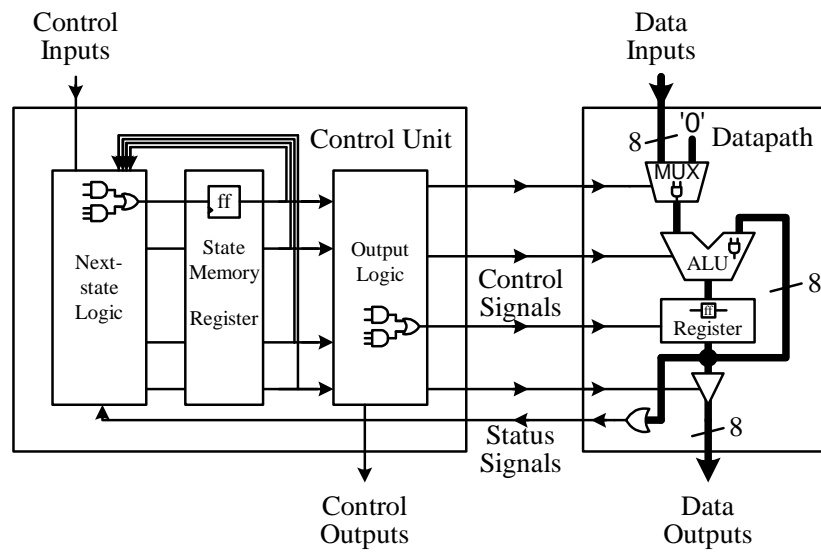 Control
Inputs
Data
Inputs
Control Unit
8
'0'
Datapath
MUX
ff
Next-
state
Logic
State
Memory
Register
Output
Logic
Control
Signals
ALU
8
ff
Register
Status
Signals
8
Control
Outputs
Data
Outputs